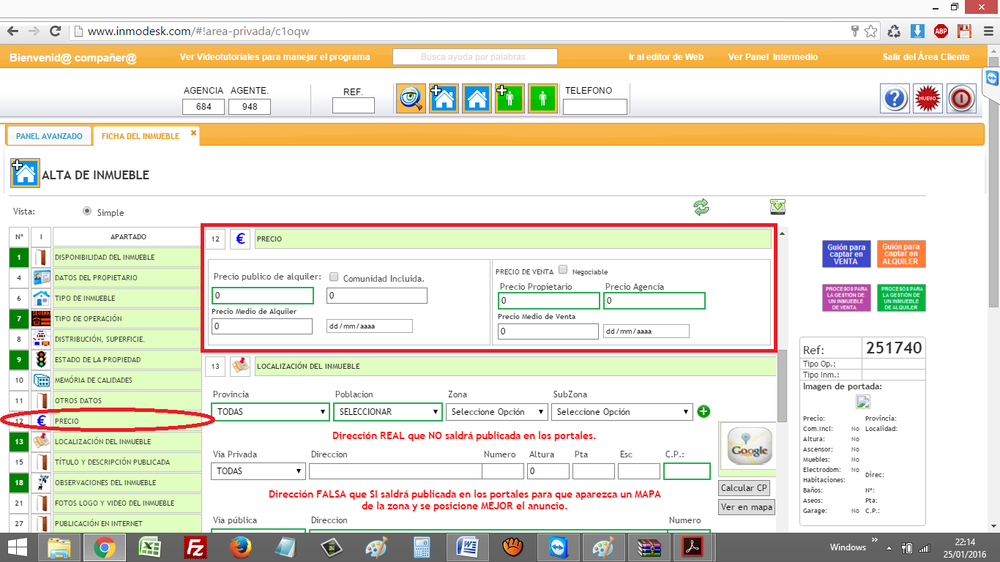 www.inmodesk.com/#!area-privada/c1oqw
ABP
Bienvenid@ compañer@
Ver Videotutoriales para manejar el programa
Busca ayuda por palabras
Ir al editor de Web
Ver Panel Intermedio
Salir del Área Cliente
AGENCIA AGENTE.
684 948
REF.
TELEFONO
NUEVO
PANEL AVANZADO
FICHA DEL INMUEBLE
ALTA DE INMUEBLE
Vista:
Simple
Nº I APARTADO
1 DISPONIBILIDAD DEL INMUEBLE
4 DATOS DEL PROPIETARIO
6 TIPO DE INMUEBLE
7 TIPO DE OPERACIÓN
8 DISTRIBUCIÓN, SUPERFICIE.
9 ESTADO DE LA PROPIEDAD
10 MEMÓRIA DE CALIDADES
11 OTROS DATOS
12 € PRECIO
13 LOCALIZACIÓN DEL INMUEBLE
15 TÍTULO Y DESCRIPCIÓN PUBLICADA
18 OBSERVACIONES DEL INMUEBLE
21 FOTOS LOGO Y VIDEO DEL INMUEBLE
27 PUBLICACIÓN EN INTERNET
12 € PRECIO
Precio publico de alquiler:
Comunidad Incluida.
0 0
Precio Medio de Alquiler
0 dd/mm/aaaa
PRECIO DE VENTA
Negociable
Precio Propietario Precio Agencia
0 0
Precio Medio de Venta
0 dd/mm/aaaa
13 LOCALIZACIÓN DEL INMUEBLE
Provincia Poblacion Zona SubZona
TODAS SELECCIONAR Seleccione Opción Seleccione Opción
Dirección REAL que NO saldrá publicada en los portales.
Via Privada Direccion Numero Altura Pta Esc C.P.:
TODAS 0
Google
Calcular CP
Ver en mapa
Dirección FALSA que SI saldrá publicada en los portales para que aparezca un MAPA
de la zona y se posicione MEJOR el anuncio.
Via pública Direccion Numero
Guión para
captar en
VENTA
Guión para
captar en
ALQUILER
PROCESOS PARA
LA GESTIÓN DE
UN INMUEBLE
DE VENTA
PROCESOS PARA
LA GESTIÓN DE
UN INMUEBLE
DE ALQUILER
Ref: 251740
Tipo Op.:
Tipo Inm.:
Imagen de portada:
Precio: Provincia:
Com.Incl: No Localidad:
Altura: No
Ascensor: No
Muebles: No
Electrodom: No
Direc:
Habitaciones:
Baños: Nº:
Aseos: Pta:
Garage: No C.P.:
Windows
22:14
25/01/2016